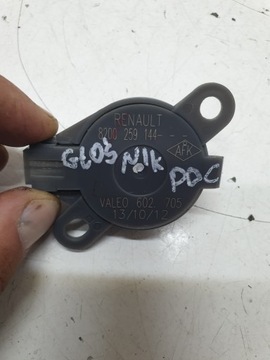 RENAULT
8200 259 144---
AFK
GŁOŚNIK PDC
VALEO 602 705
13/10/12